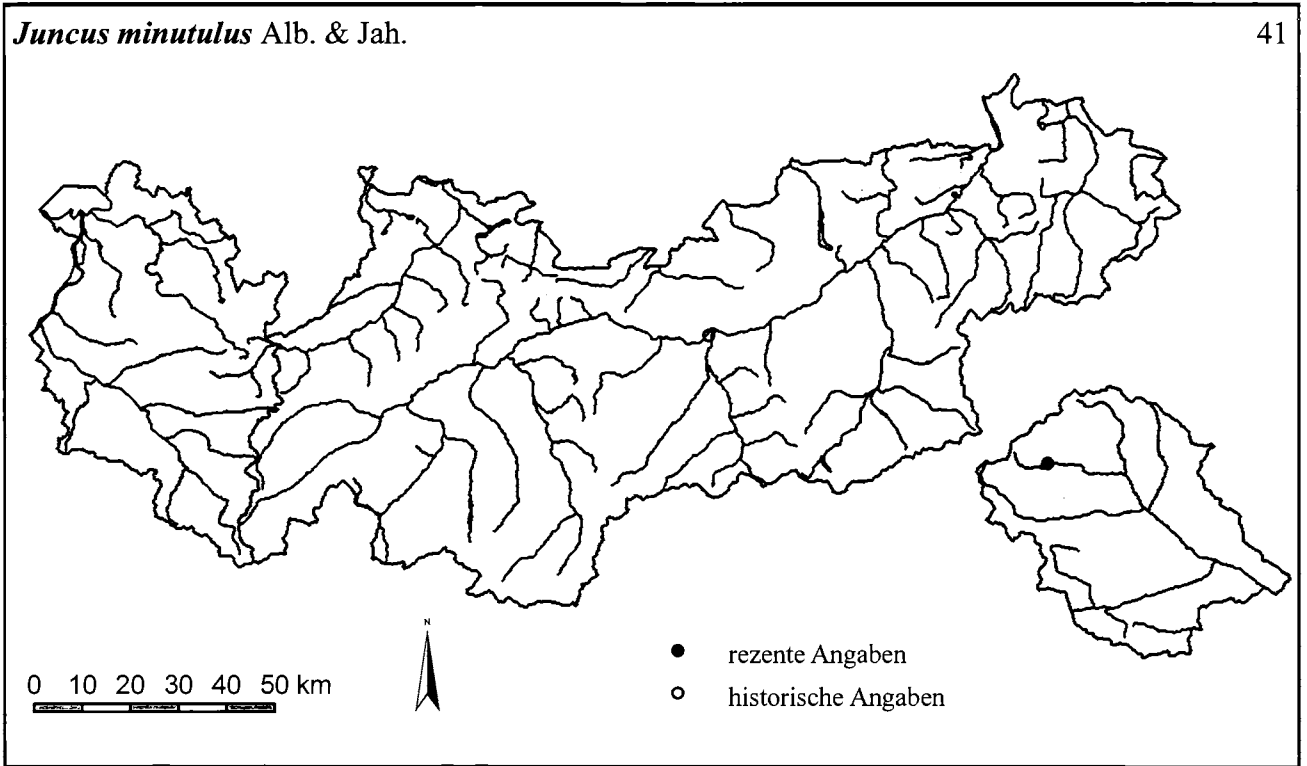 Juncus minutulus Alb. & Jah. 41
N
0 10 20 30 40 50 km
rezente Angaben
historische Angaben